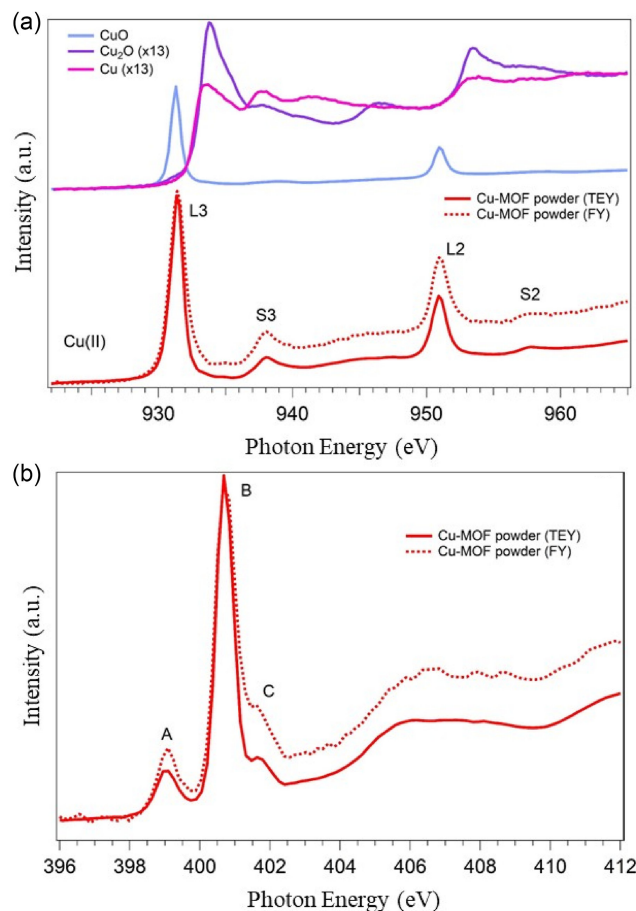 (a)
CuO
Cu₂O (x13)
Cu (x13)
Cu-MOF powder (TEY)
Cu-MOF powder (FY)
L3
L2
S3
S2
Cu(II)
Intensity (a.u.)
930 940 950 960
Photon Energy (eV)
(b)
B
Cu-MOF powder (TEY)
Cu-MOF powder (FY)
C
A
Intensity (a.u.)
396 398 400 402 404 406 408 410 412
Photon Energy (eV)